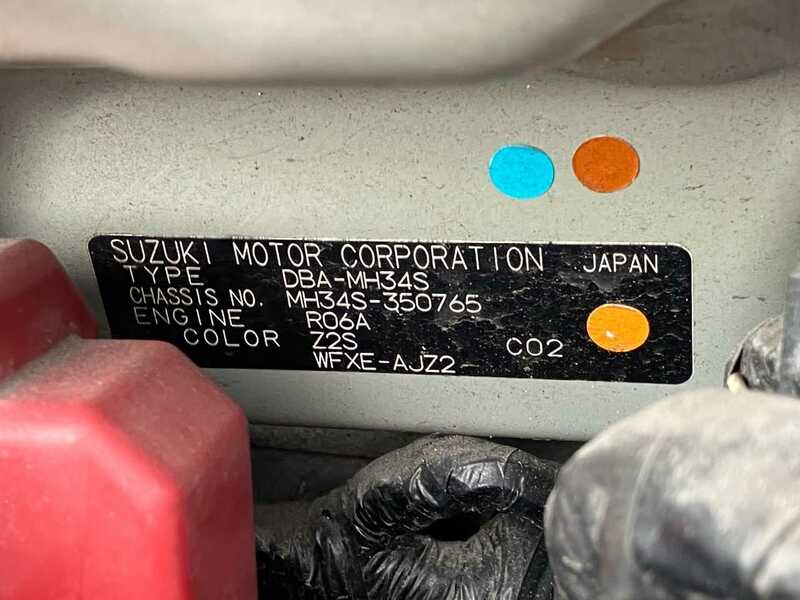 SUZUKI MOTOR CORPORATION JAPAN
TYPE DBA-MH34S
CHASSIS NO. MH34S-350765
ENGINE R06A
COLOR Z2S C02
WFXE-AJZ2